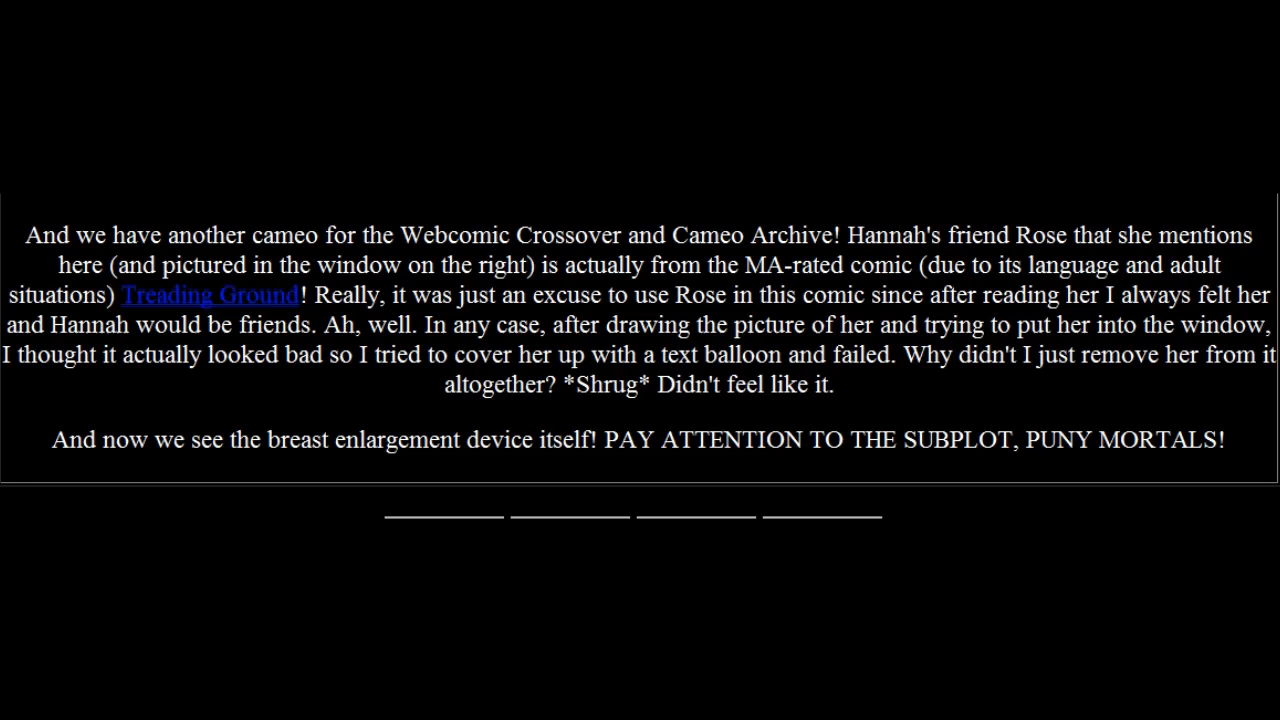 And we have another cameo for the Webcomic Crossover and Cameo Archive! Hannah's friend Rose that she mentions
here (and pictured in the window on the right) is actually from the MA-rated comic (due to its language and adult
situations) Treading Ground! Really, it was just an excuse to use Rose in this comic since after reading her I always felt her
and Hannah would be friends. Ah, well. In any case, after drawing the picture of her and trying to put her into the window,
I thought it actually looked bad so I tried to cover her up with a text balloon and failed. Why didn't I just remove her from it
altogether? *Shrug* Didn't feel like it.
And now we see the breast enlargement device itself! PAY ATTENTION TO THE SUBPLOT, PUNY MORTALS!